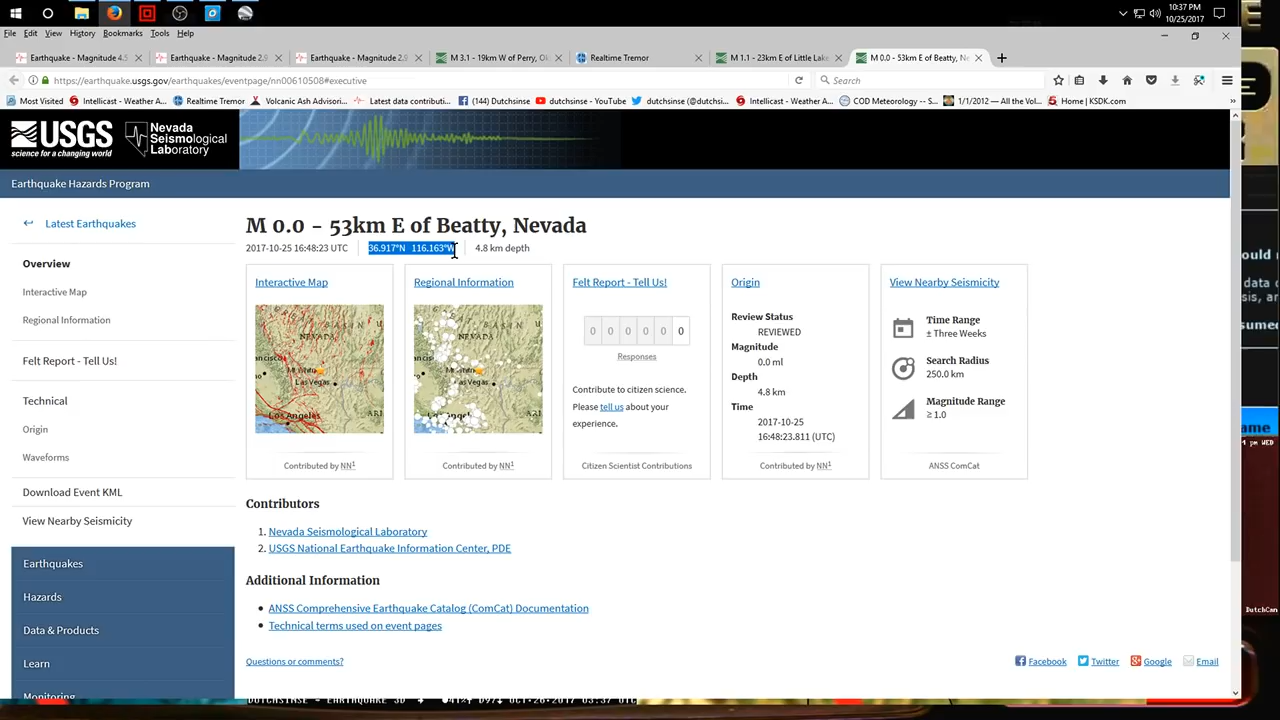 10:37 PM
10/25/2017
File Edit View History Bookmarks Tools Help
Earthquake - Magnitude 4.5
Earthquake - Magnitude 2.9
Earthquake - Magnitude 2.9
M 3.1 - 19km W of Perry, Ok
Realtime Tremor
M 1.1 - 23km E of Little Lake
M 0.0 - 53km E of Beatty, Ne
https://earthquake.usgs.gov/earthquakes/eventpage/nn00610508#executive
Search
Most Visited
Intellicast - Weather A...
Realtime Tremor
Volcanic Ash Advisori...
Latest data contributi...
(144) Dutchsinse
dutchsinse - YouTube
dutchsinse (@dutchsi...
Intellicast - Weather A...
COD Meteorology -- S...
1/1/2012 -- All the Vol...
Home | KSDK.com
USGS
science for a changing world
Nevada
Seismological
Laboratory
Earthquake Hazards Program
Latest Earthquakes
Overview
Interactive Map
Regional Information
Felt Report - Tell Us!
Technical
Origin
Waveforms
Download Event KML
View Nearby Seismicity
Earthquakes
Hazards
Data & Products
Learn
Monitoring
M 0.0 - 53km E of Beatty, Nevada
2017-10-25 16:48:23 UTC
36.917°N 116.163°W
4.8 km depth
Interactive Map
Contributed by NN1
Regional Information
Contributed by NN1
Felt Report - Tell Us!
0 0 0 0 0 0
Responses
Contribute to citizen science.
Please tell us about your
experience.
Citizen Scientist Contributions
Origin
Review Status
REVIEWED
Magnitude
0.0 ml
Depth
4.8 km
Time
2017-10-25
16:48:23.811 (UTC)
Contributed by NN1
View Nearby Seismicity
Time Range
± Three Weeks
Search Radius
250.0 km
Magnitude Range
≥ 1.0
ANSS ComCat
Contributors
1. Nevada Seismological Laboratory
2. USGS National Earthquake Information Center, PDE
Additional Information
ANSS Comprehensive Earthquake Catalog (ComCat) Documentation
Technical terms used on event pages
Questions or comments?
Facebook
Twitter
Google
Email